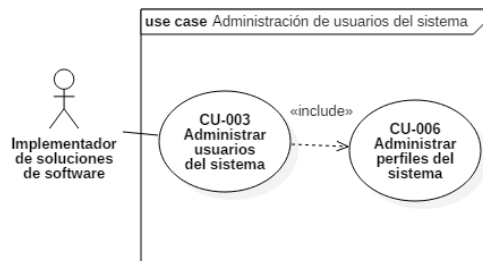 use case Administración de usuarios del sistema
Implementador
de soluciones
de software
CU-003
Administrar
usuarios
del sistema
«include»
CU-006
Administrar
perfiles del
sistema